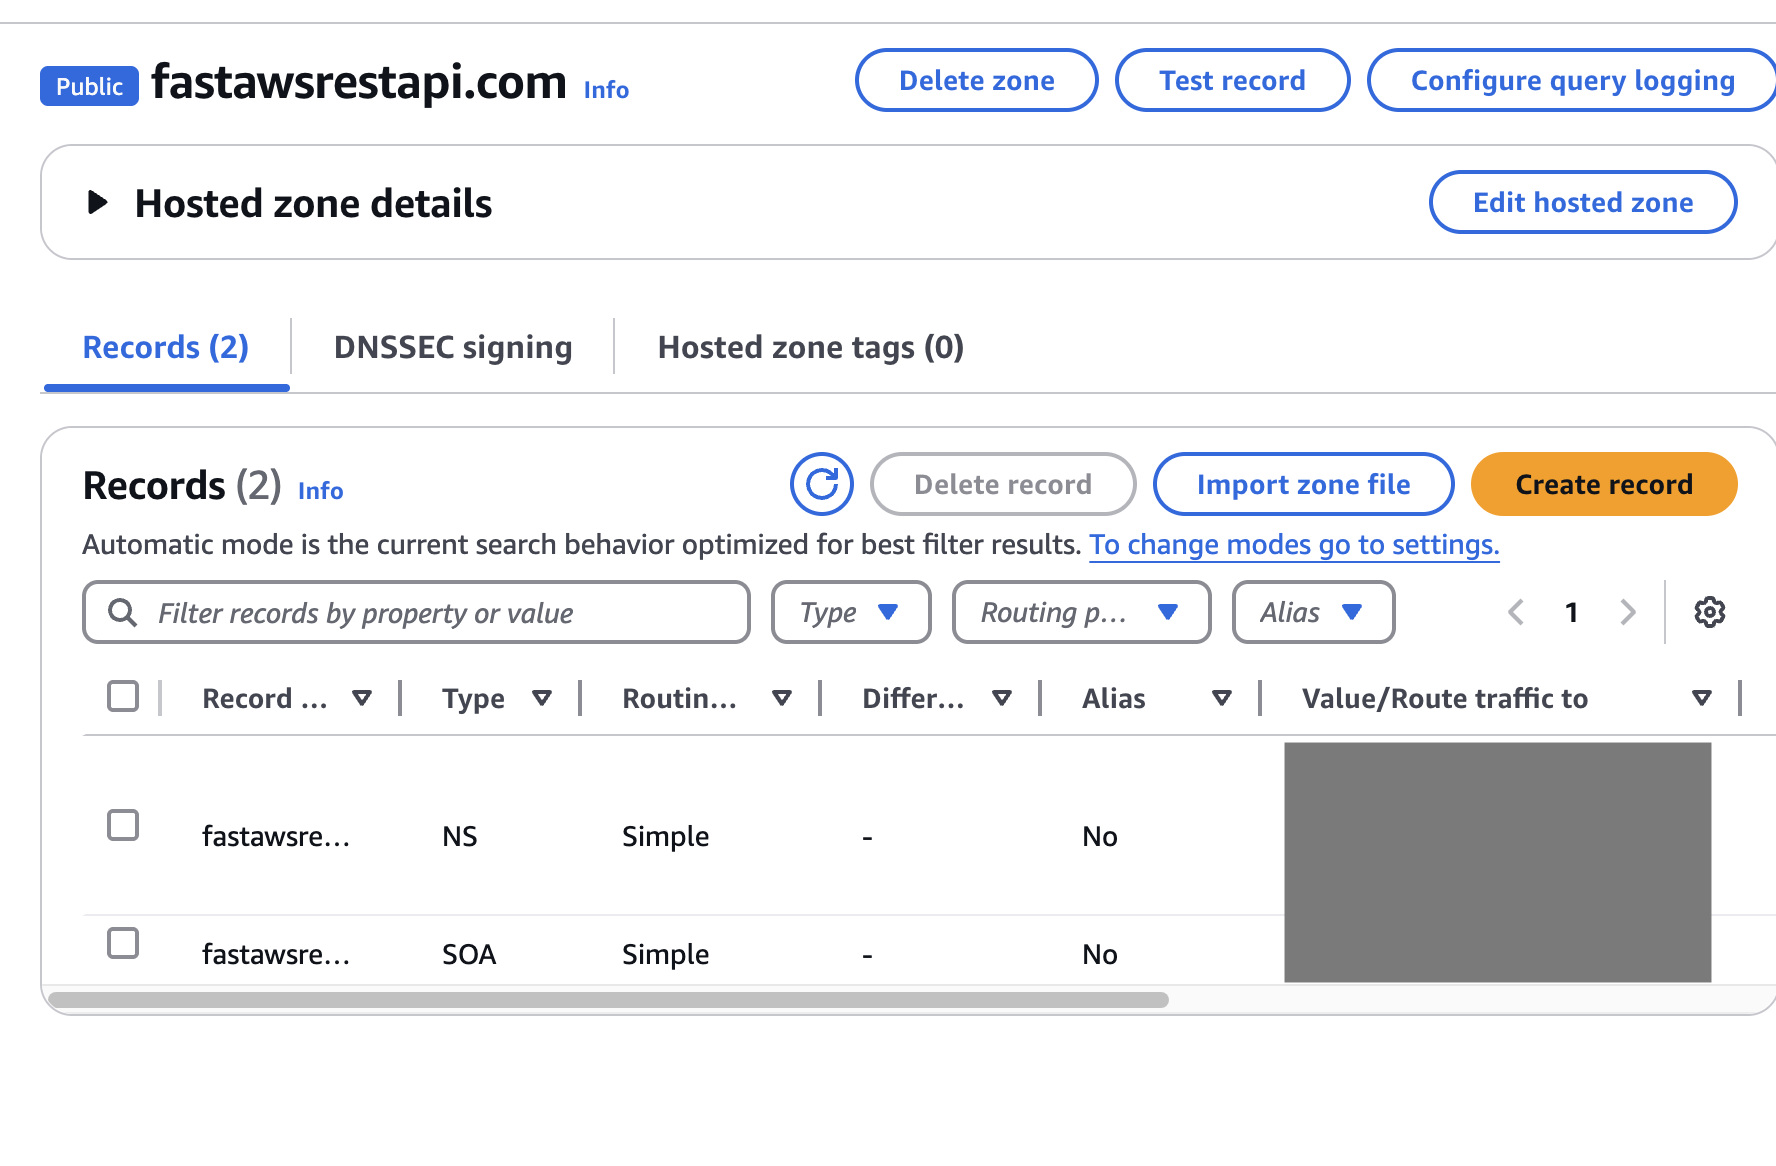 Public fastawsrestapi.com Info Delete zone Test record Configure query logging
Hosted zone details Edit hosted zone
Records (2) DNSSEC signing Hosted zone tags (0)
Records (2) Info Delete record Import zone file Create record
Automatic mode is the current search behavior optimized for best filter results. To change modes go to settings.
Filter records by property or value Type Routing p... Alias 1
Record ... Type Routin... Differ... Alias Value/Route traffic to
fastawsre... NS Simple - No
fastawsre... SOA Simple - No